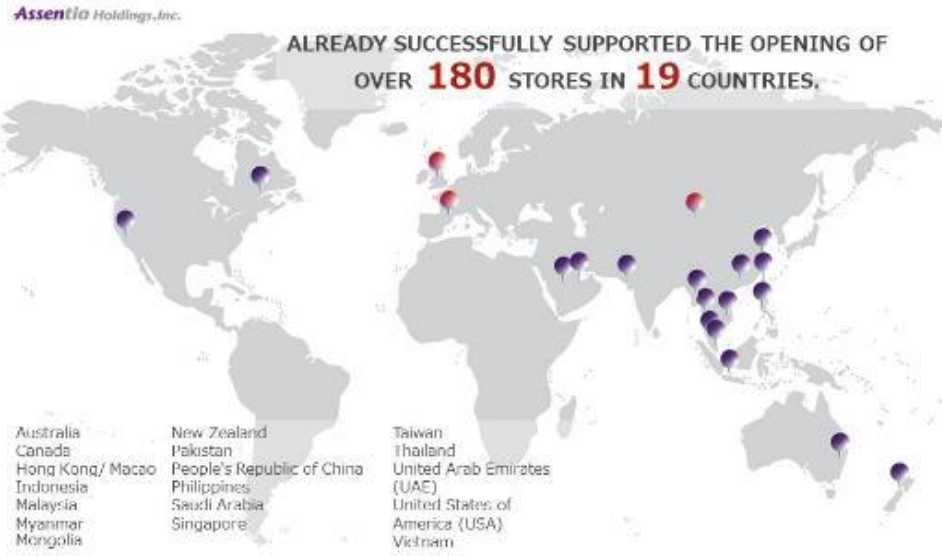 Assentia Holdings,Inc.
ALREADY SUCCESSFULLY SUPPORTED THE OPENING OF
OVER 180 STORES IN 19 COUNTRIES.
Australia
Canada
Hong Kong/ Macao
Indonesia
Malaysia
Myanmar
Mongolia
New Zealand
Pakistan
People's Republic of China
Philippines
Saudi Arabia
Singapore
Taiwan
Thailand
United Arab Emirates
(UAE)
United States of
America (USA)
Vietnam